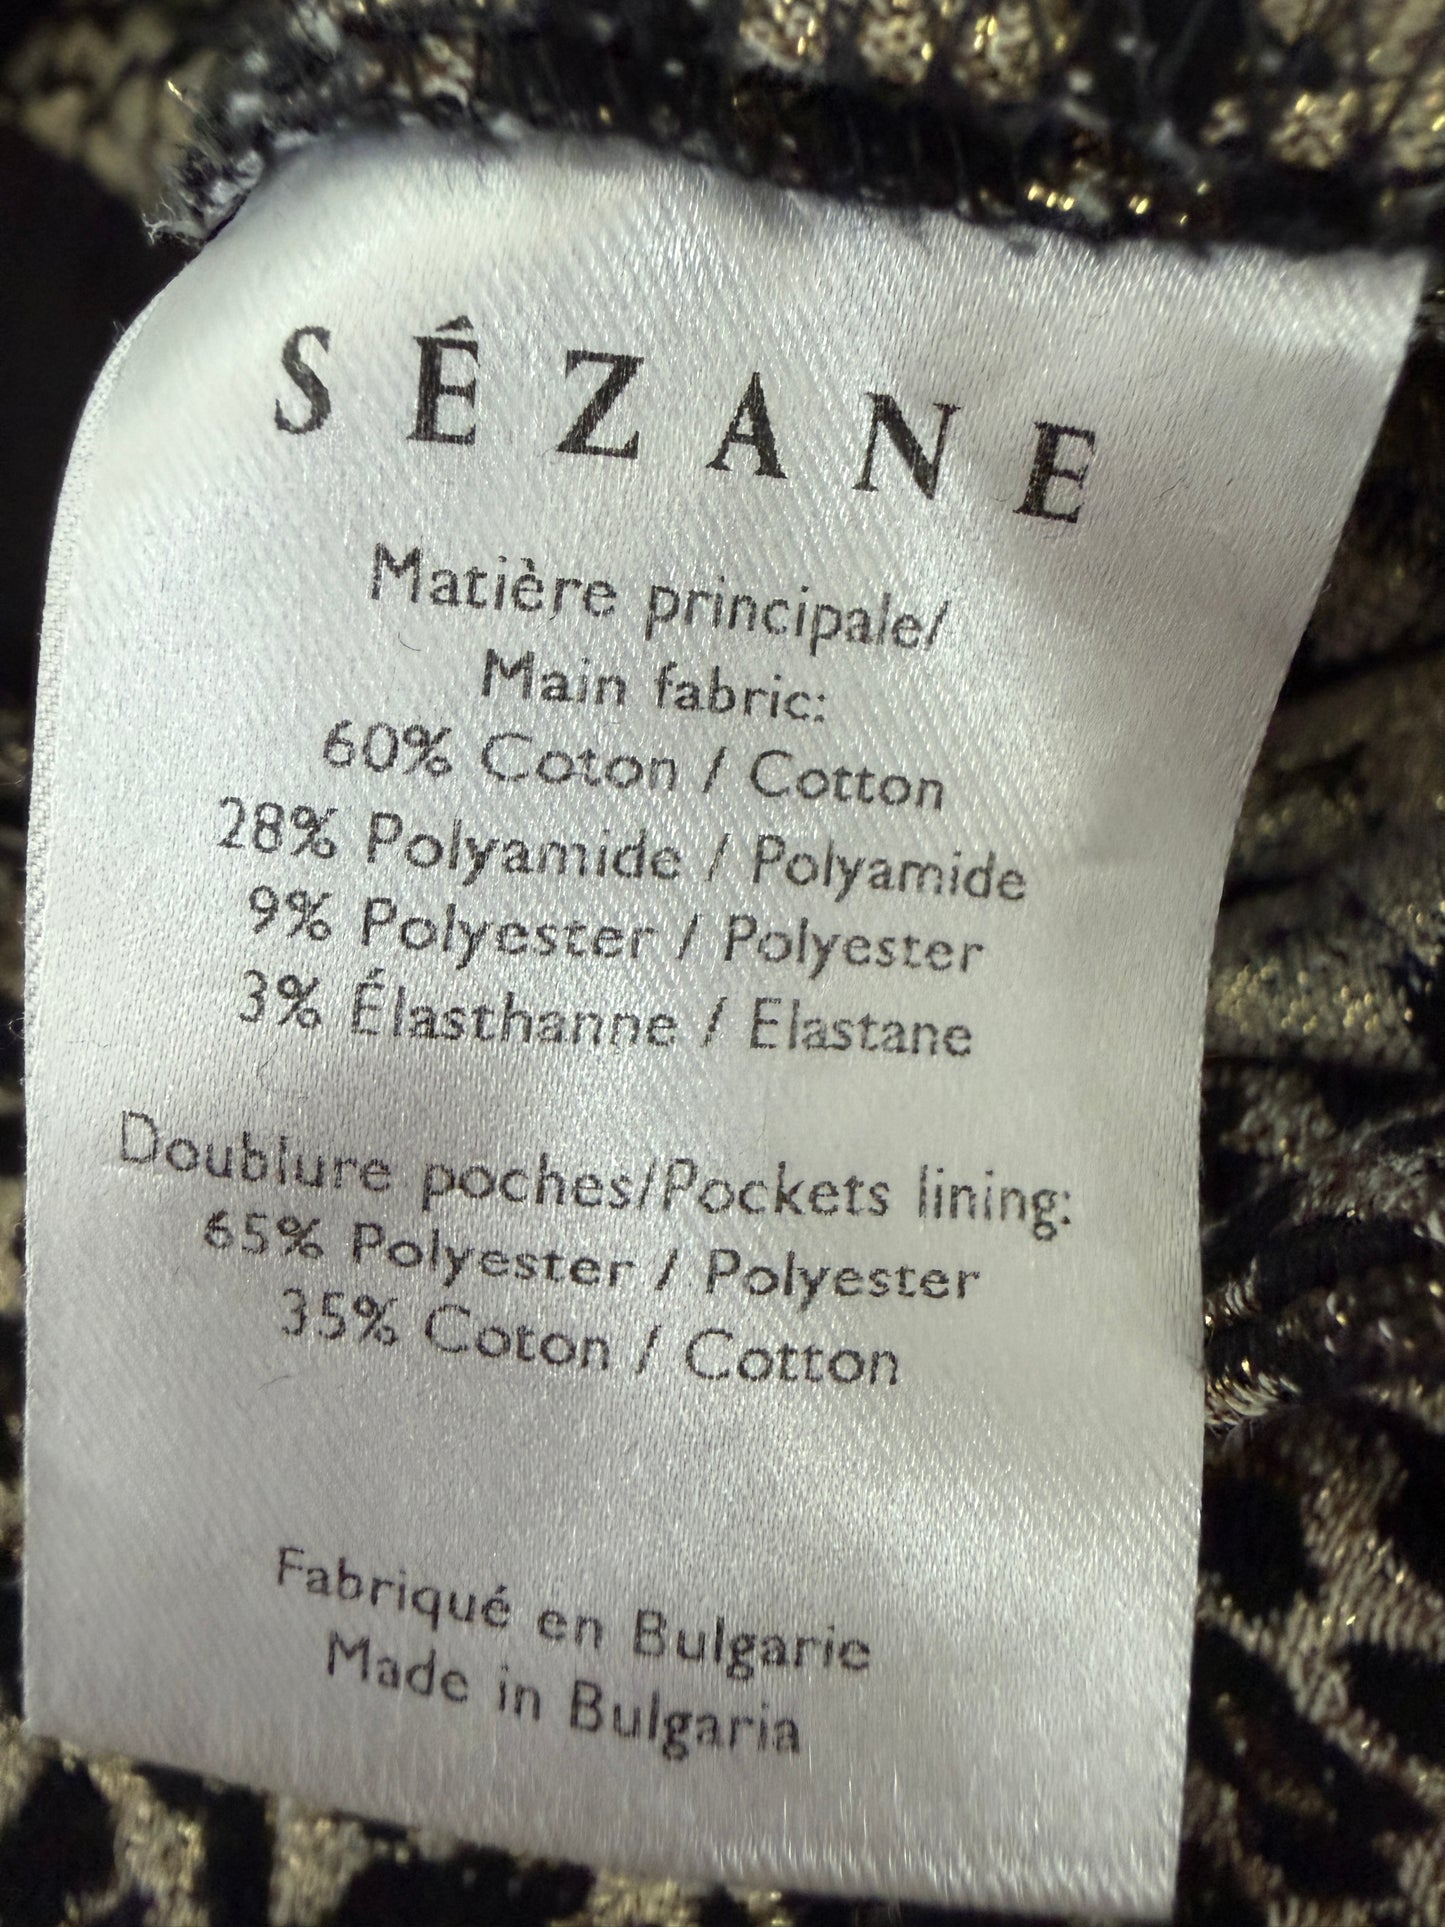 SÉZANE
Matière principale/
Main fabric:
60% Coton / Cotton
28% Polyamide / Polyamide
9% Polyester / Polyester
3% Élasthanne / Elastane
Doublure poches/Pockets lining:
65% Polyester / Polyester
35% Coton / Cotton
Fabriqué en Bulgarie
Made in Bulgaria